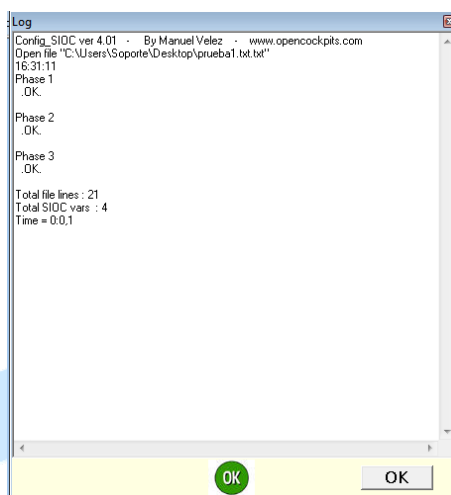 Log
Config_SIOC ver 4.01 - By Manuel Velez - www.opencockpits.com
Open file "C:\Users\Soporte\Desktop\prueba1.txt.txt"
16:31:11
Phase 1
.OK.
Phase 2
.OK.
Phase 3
.OK.
Total file lines : 21
Total SIOC vars : 4
Time = 0:0,1
OK
OK